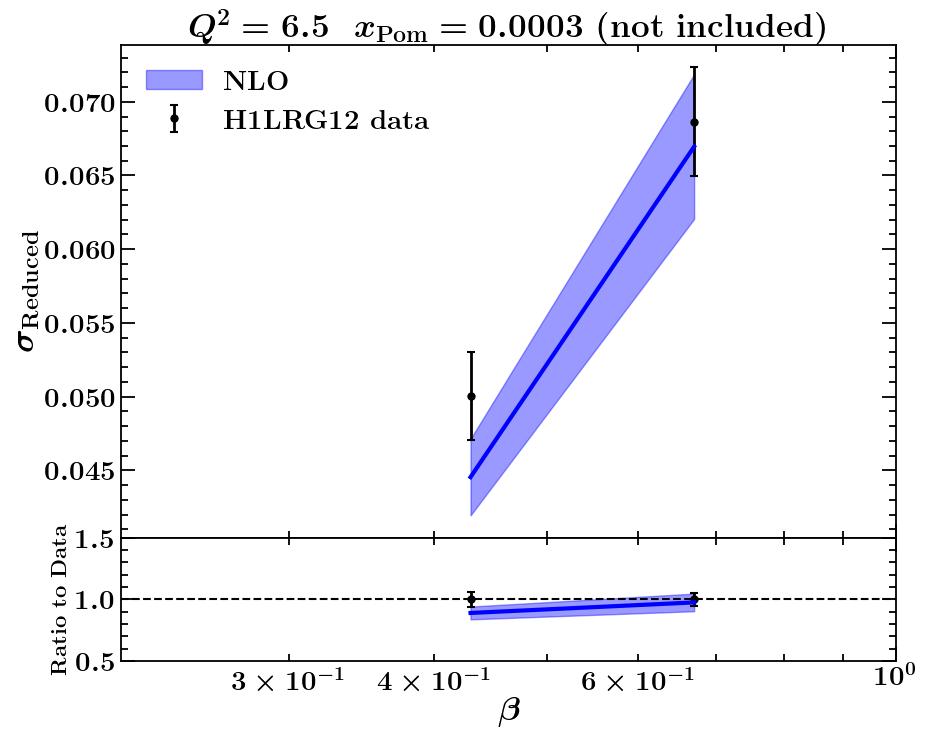 Q² = 6.5 x_Pom = 0.0003 (not included)
NLO
H1LRG12 data
σ_Reduced
0.070
0.065
0.060
0.055
0.050
0.045
Ratio to Data
1.5
1.0
0.5
3 × 10⁻¹ 4 × 10⁻¹ 6 × 10⁻¹ 10⁰
β